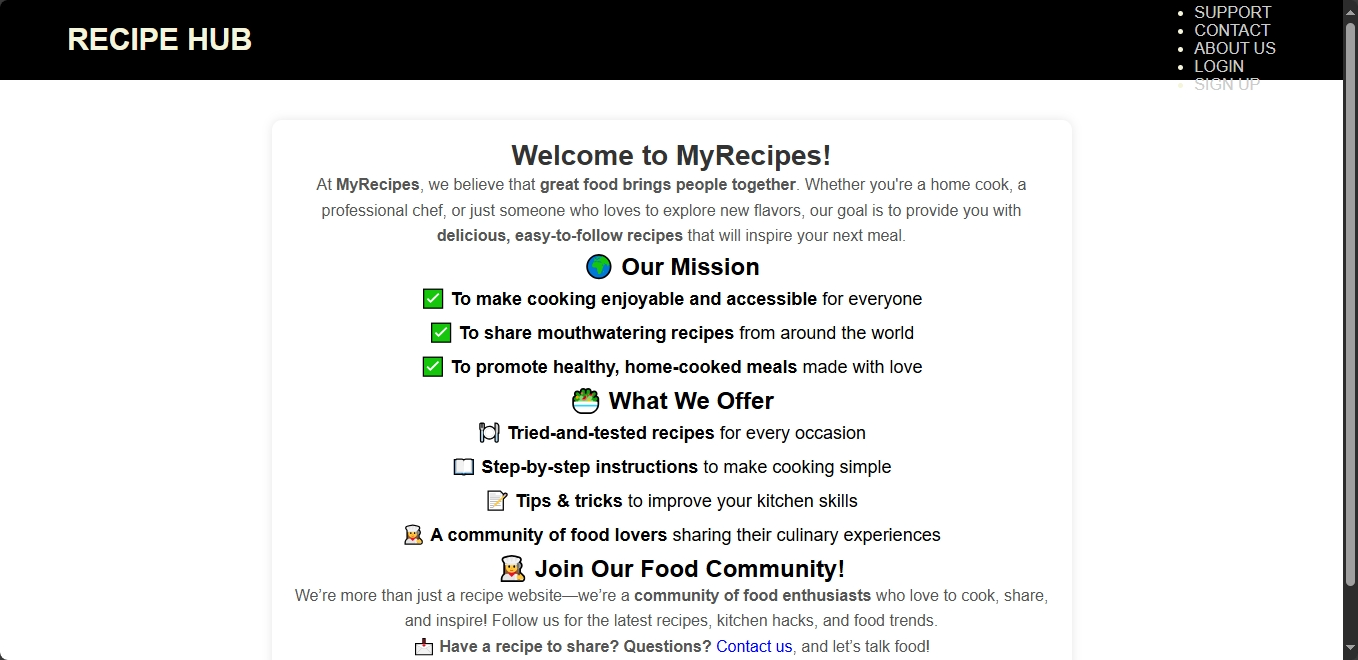 RECIPE HUB
SUPPORT
CONTACT
ABOUT US
LOGIN
SIGN UP
Welcome to MyRecipes!
At MyRecipes, we believe that great food brings people together. Whether you're a home cook, a
professional chef, or just someone who loves to explore new flavors, our goal is to provide you with
delicious, easy-to-follow recipes that will inspire your next meal.
Our Mission
To make cooking enjoyable and accessible for everyone
To share mouthwatering recipes from around the world
To promote healthy, home-cooked meals made with love
What We Offer
Tried-and-tested recipes for every occasion
Step-by-step instructions to make cooking simple
Tips & tricks to improve your kitchen skills
A community of food lovers sharing their culinary experiences
Join Our Food Community!
We’re more than just a recipe website—we’re a community of food enthusiasts who love to cook, share,
and inspire! Follow us for the latest recipes, kitchen hacks, and food trends.
Have a recipe to share? Questions? Contact us, and let’s talk food!